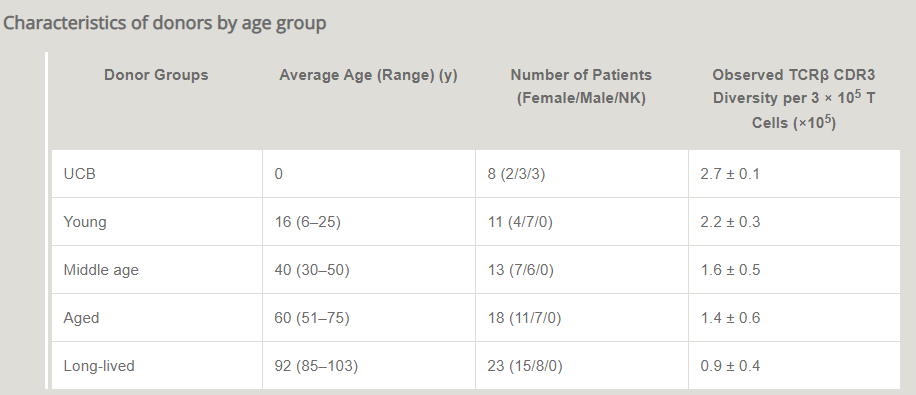 Characteristics of donors by age group
Donor Groups Average Age (Range) (y) Number of Patients (Female/Male/NK) Observed TCRβ CDR3 Diversity per 3 × 10⁵ T Cells (×10⁵)
UCB 0 8 (2/3/3) 2.7 ± 0.1
Young 16 (6–25) 11 (4/7/0) 2.2 ± 0.3
Middle age 40 (30–50) 13 (7/6/0) 1.6 ± 0.5
Aged 60 (51–75) 18 (11/7/0) 1.4 ± 0.6
Long-lived 92 (85–103) 23 (15/8/0) 0.9 ± 0.4